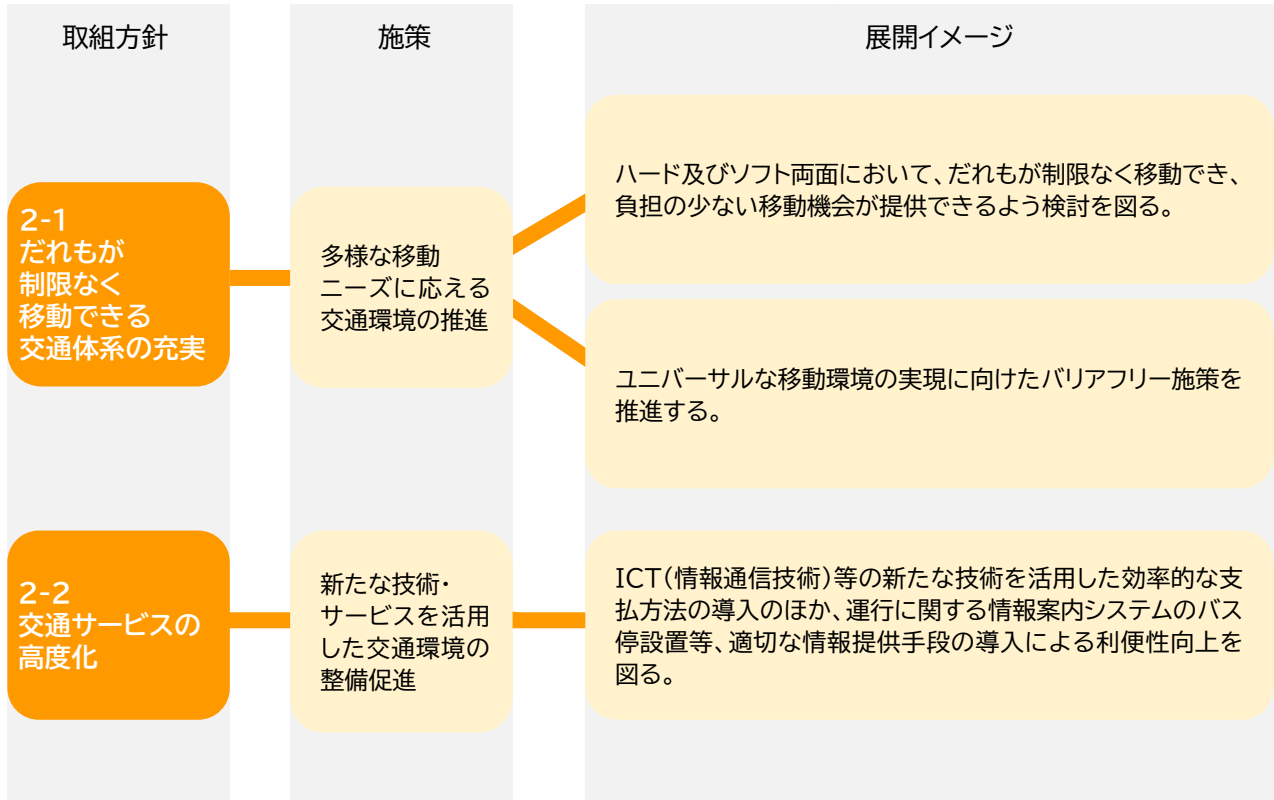 取組方針
施策
展開イメージ
2-1
だれもが
制限なく
移動できる
交通体系の充実
多様な移動
ニーズに応える
交通環境の推進
ハード及びソフト両面において、だれもが制限なく移動でき、
負担の少ない移動機会が提供できるよう検討を図る。
ユニバーサルな移動環境の実現に向けたバリアフリー施策を
推進する。
2-2
交通サービスの
高度化
新たな技術・
サービスを活用
した交通環境の
整備促進
ICT(情報通信技術)等の新たな技術を活用した効率的な支
払方法の導入のほか、運行に関する情報案内システムのバス
停設置等、適切な情報提供手段の導入による利便性向上を
図る。